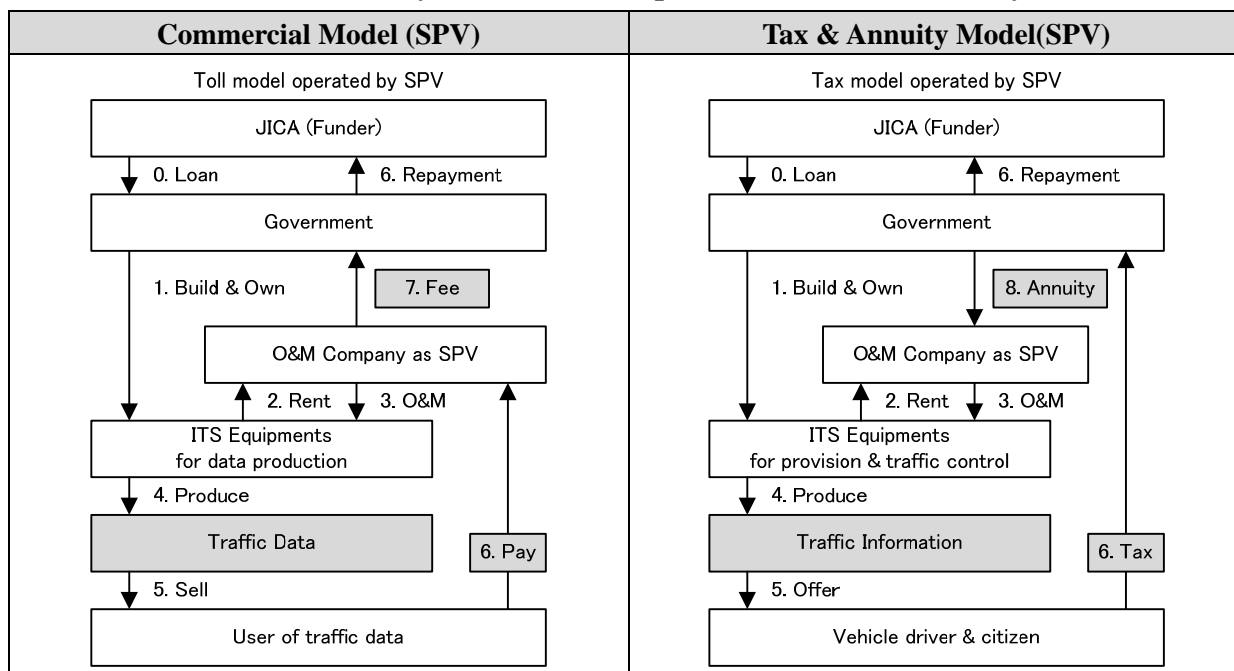 Commercial Model (SPV)
Toll model operated by SPV
JICA (Funder)
0. Loan
6. Repayment
Government
1. Build & Own
7. Fee
O&M Company as SPV
2. Rent
3. O&M
ITS Equipments
for data production
4. Produce
Traffic Data
6. Pay
5. Sell
User of traffic data
Tax & Annuity Model(SPV)
Tax model operated by SPV
JICA (Funder)
0. Loan
6. Repayment
Government
1. Build & Own
8. Annuity
O&M Company as SPV
2. Rent
3. O&M
ITS Equipments
for provision & traffic control
4. Produce
Traffic Information
6. Tax
5. Offer
Vehicle driver & citizen